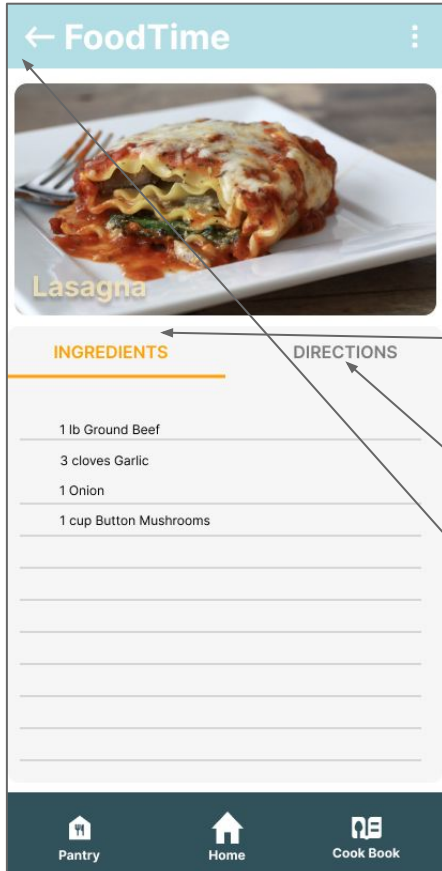 FoodTime
Lasagna
INGREDIENTS DIRECTIONS
1 lb Ground Beef
3 cloves Garlic
1 Onion
1 cup Button Mushrooms
Pantry Home Cook Book